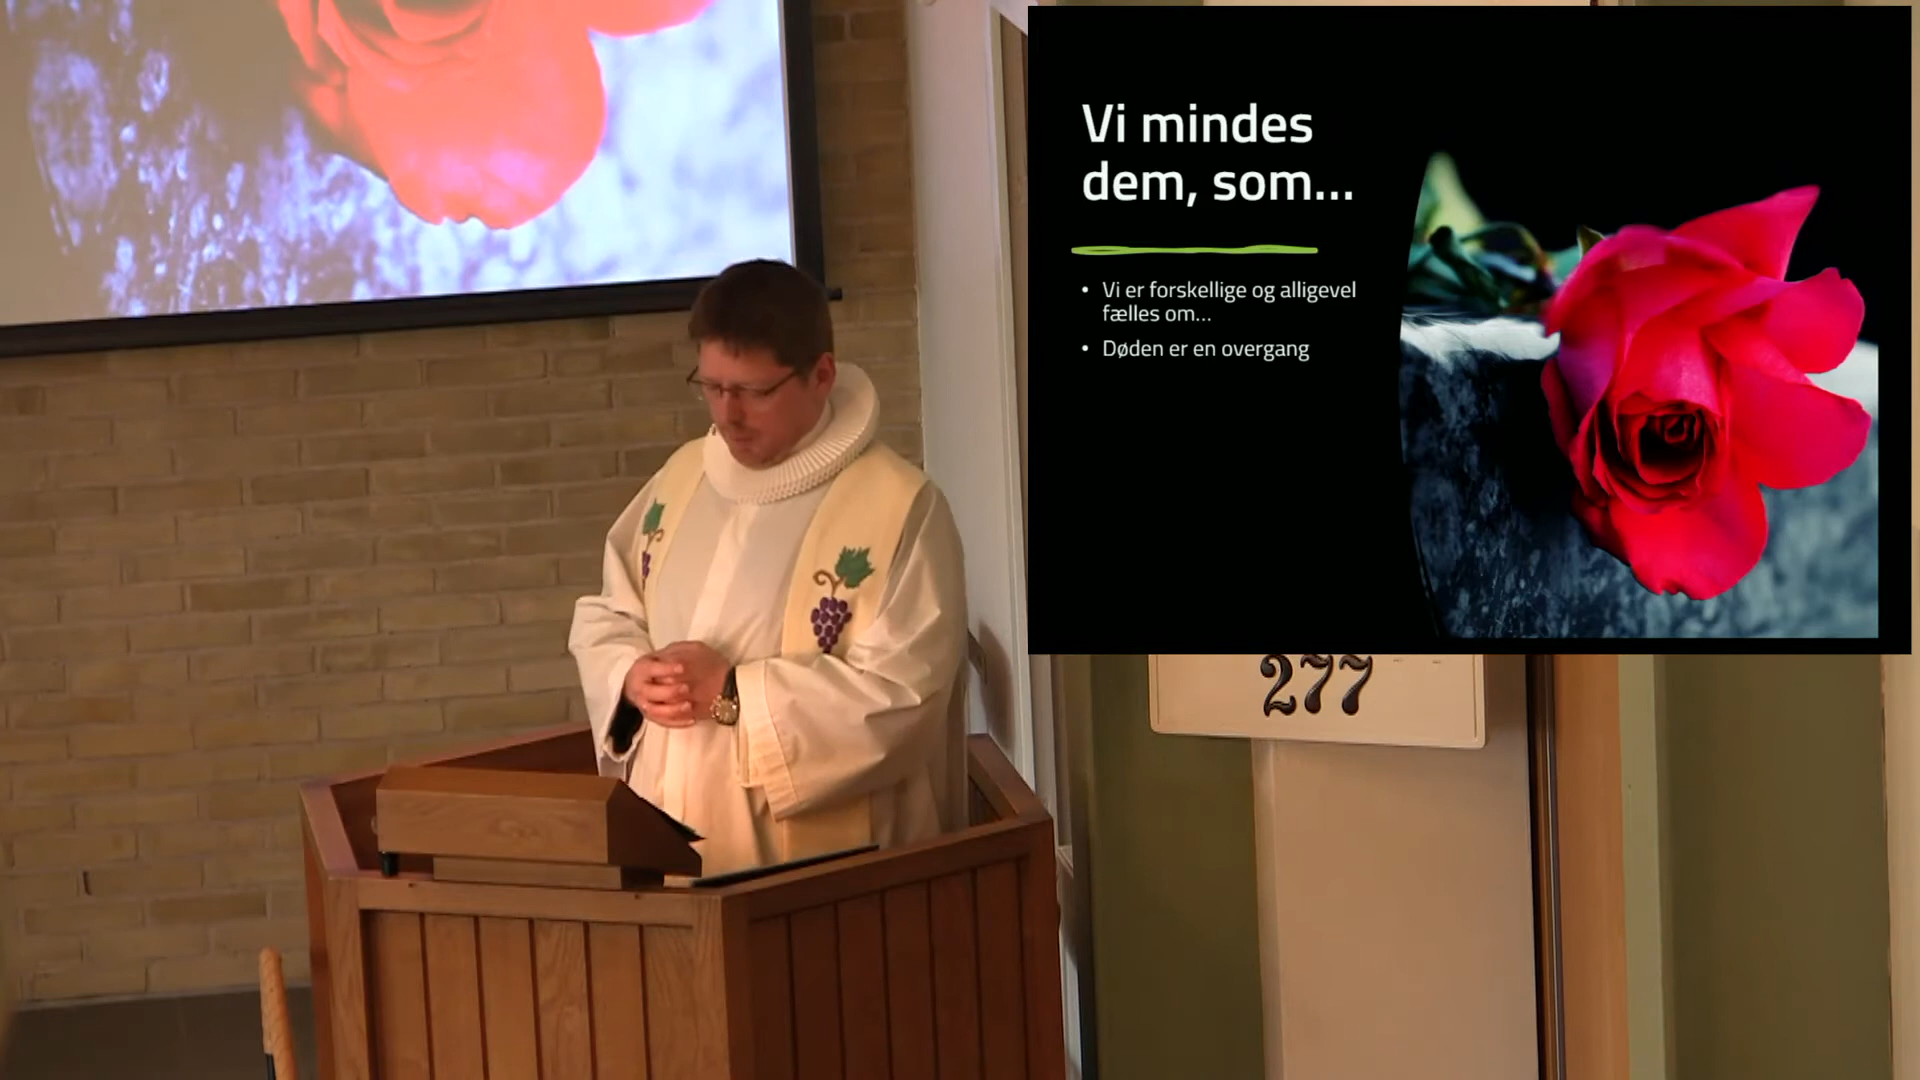 Vi mindes
dem, som...
• Vi er forskellige og alligevel
fælles om...
• Døden er en overgang
277